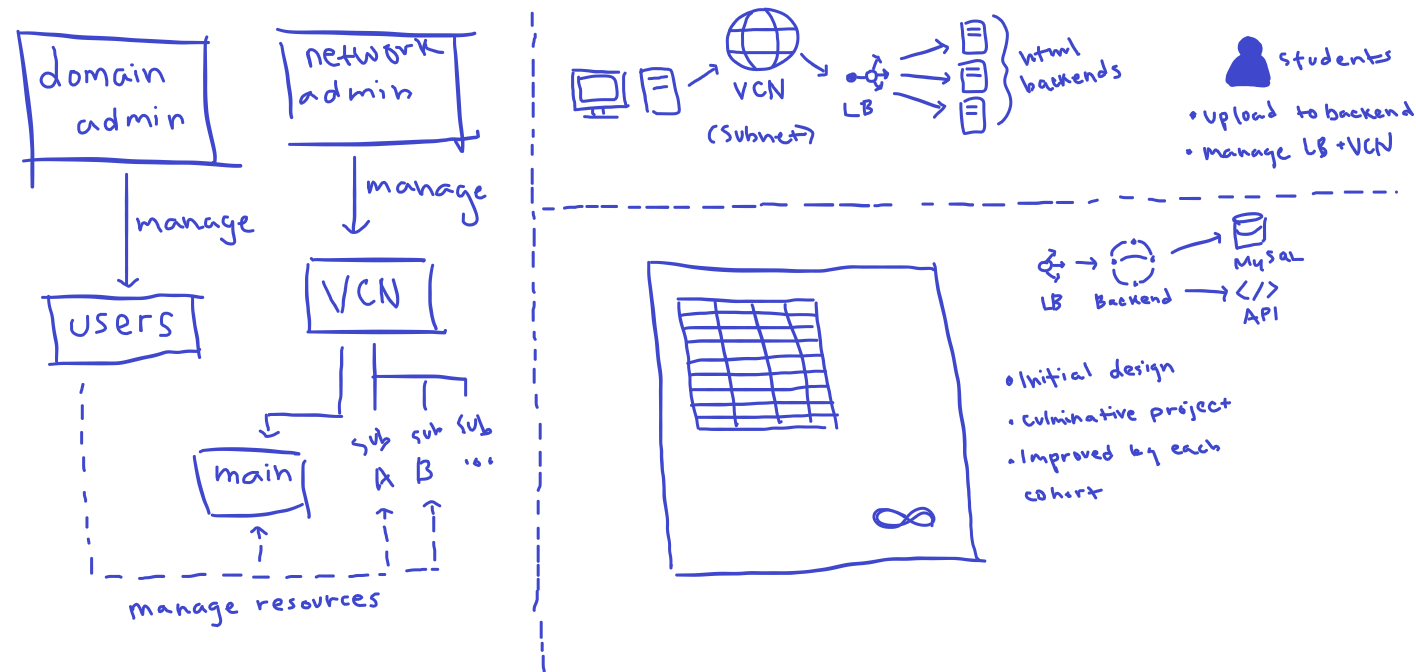 domain
admin
network
admin
manage
manage
users
VCN
main
sub
A
sub
B
sub
...
manage resources
VCN
(Subnet)
LB
html
backends
Students
• Upload to backend
• manage LB + VCN
LB
Backend
MySQL
</>
API
• Initial design
• culminative project
• Improved by each
cohort